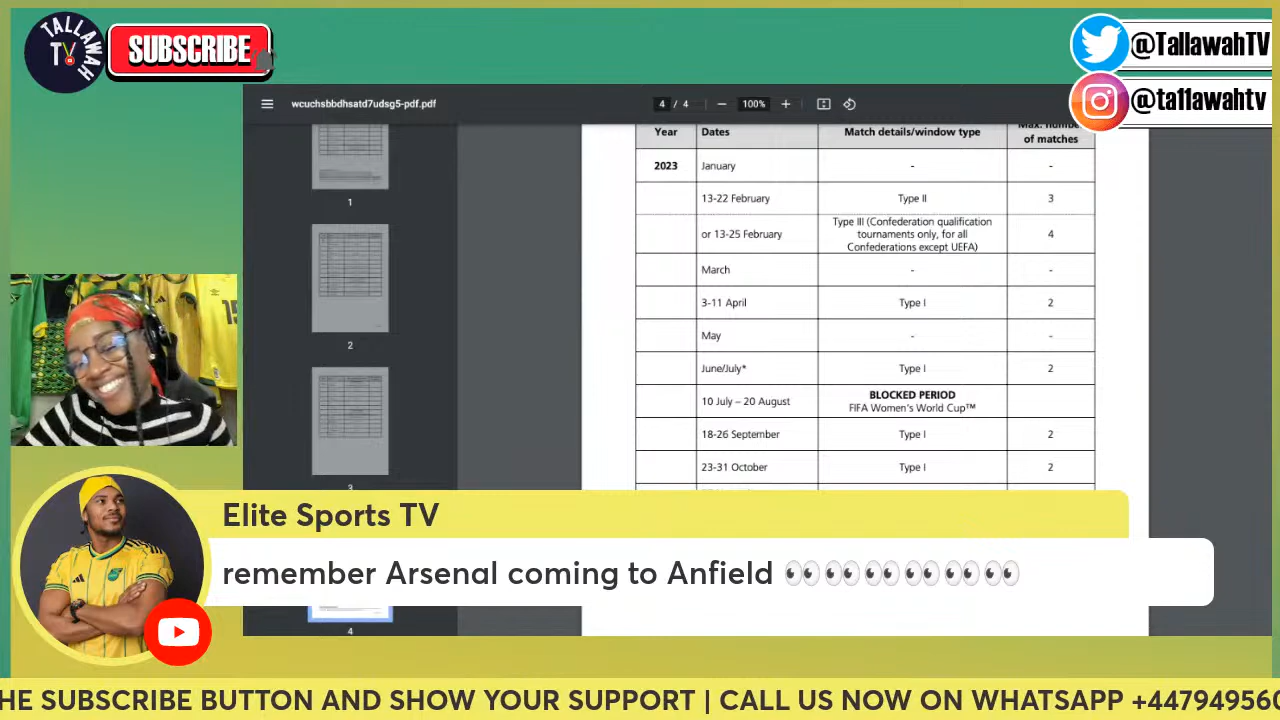 TALLAWAH
TV
SUBSCRIBE
@TallawahTV
@tallawahtv
wcuchsbbdhsatd7udsg5-pdf.pdf
4 / 4
100%
Year Dates Match details/window type Max. number of matches
2023 January - -
13-22 February Type II 3
or 13-25 February Type III (Confederation qualification tournaments only, for all Confederations except UEFA) 4
March - -
3-11 April Type I 2
May - -
June/July* Type I 2
10 July – 20 August BLOCKED PERIOD FIFA Women's World Cup™
18-26 September Type I 2
23-31 October Type I 2
1
2
3
4
15
Elite Sports TV
remember Arsenal coming to Anfield 👀👀👀👀👀👀
HE SUBSCRIBE BUTTON AND SHOW YOUR SUPPORT | CALL US NOW ON WHATSAPP +447949560